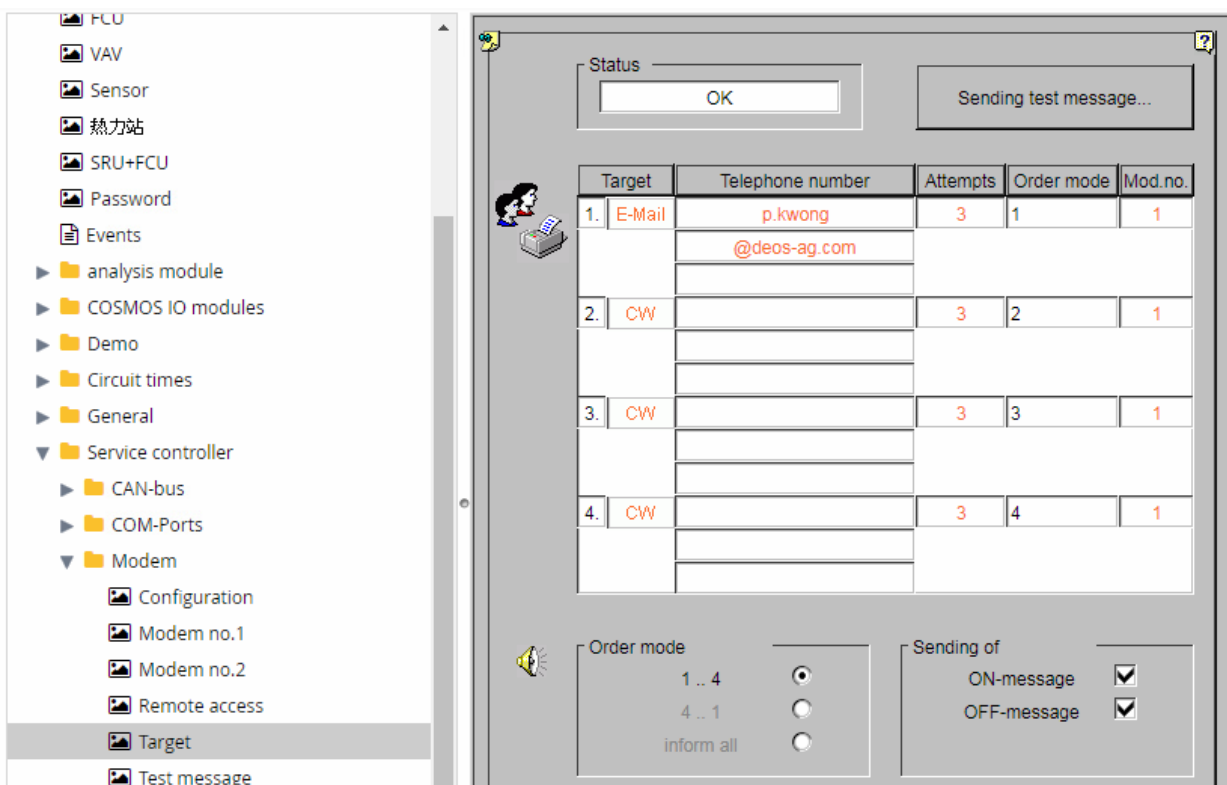 FCU
VAV
Sensor
热力站
SRU+FCU
Password
Events
analysis module
COSMOS IO modules
Demo
Circuit times
General
Service controller
CAN-bus
COM-Ports
Modem
Configuration
Modem no.1
Modem no.2
Remote access
Target
Test message
Status
OK
Sending test message...
Target Telephone number Attempts Order mode Mod.no.
1. E-Mail p.kwong 3 1 1
@deos-ag.com
2. CW 3 2 1
3. CW 3 3 1
4. CW 3 4 1
Order mode
1 .. 4
4 .. 1
inform all
Sending of
ON-message
OFF-message